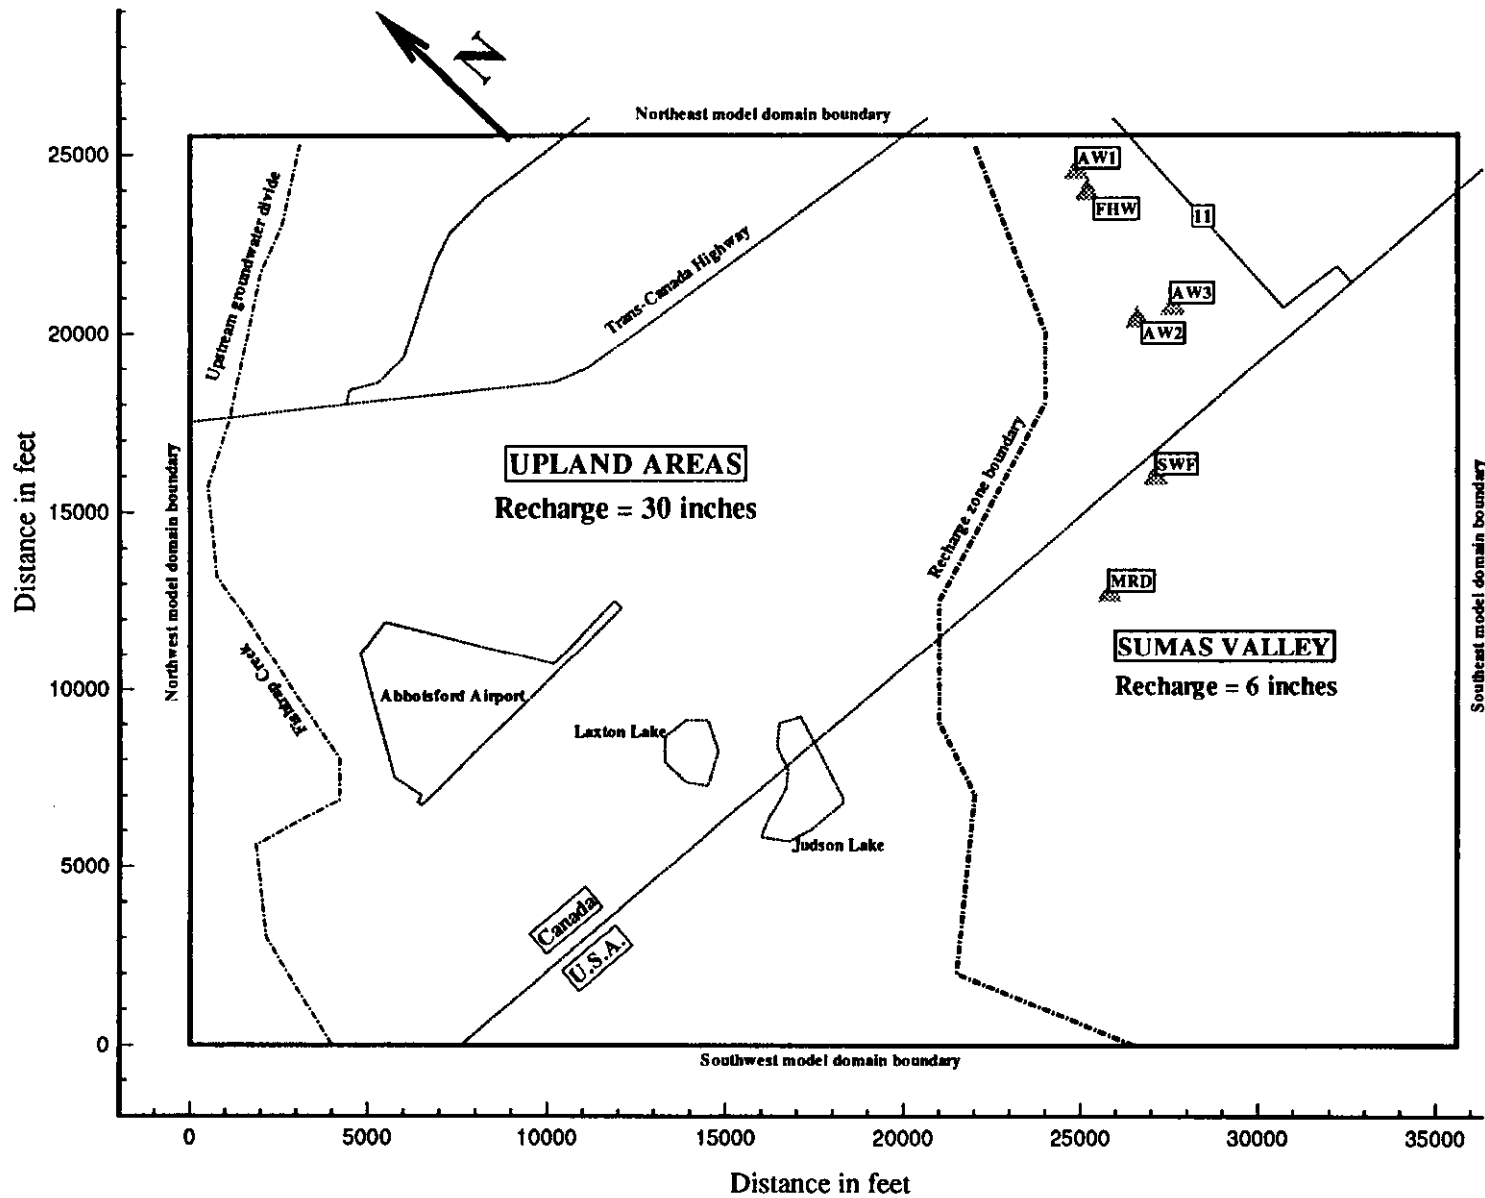 N
Northeast model domain boundary
25000
AW1
FHW
11
Upstream groundwater divide
Trans-Canada Highway
AW3
20000
AW2
UPLAND AREAS
Recharge = 30 inches
Recharge zone boundary
SWF
15000
Distance in feet
Northwest model domain boundary
Southeast model domain boundary
MRD
SUMAS VALLEY
Recharge = 6 inches
Fishtrap Creek
10000
Abbotsford Airport
Laxton Lake
Judson Lake
5000
Canada
U.S.A.
0
Southwest model domain boundary
0 5000 10000 15000 20000 25000 30000 35000
Distance in feet